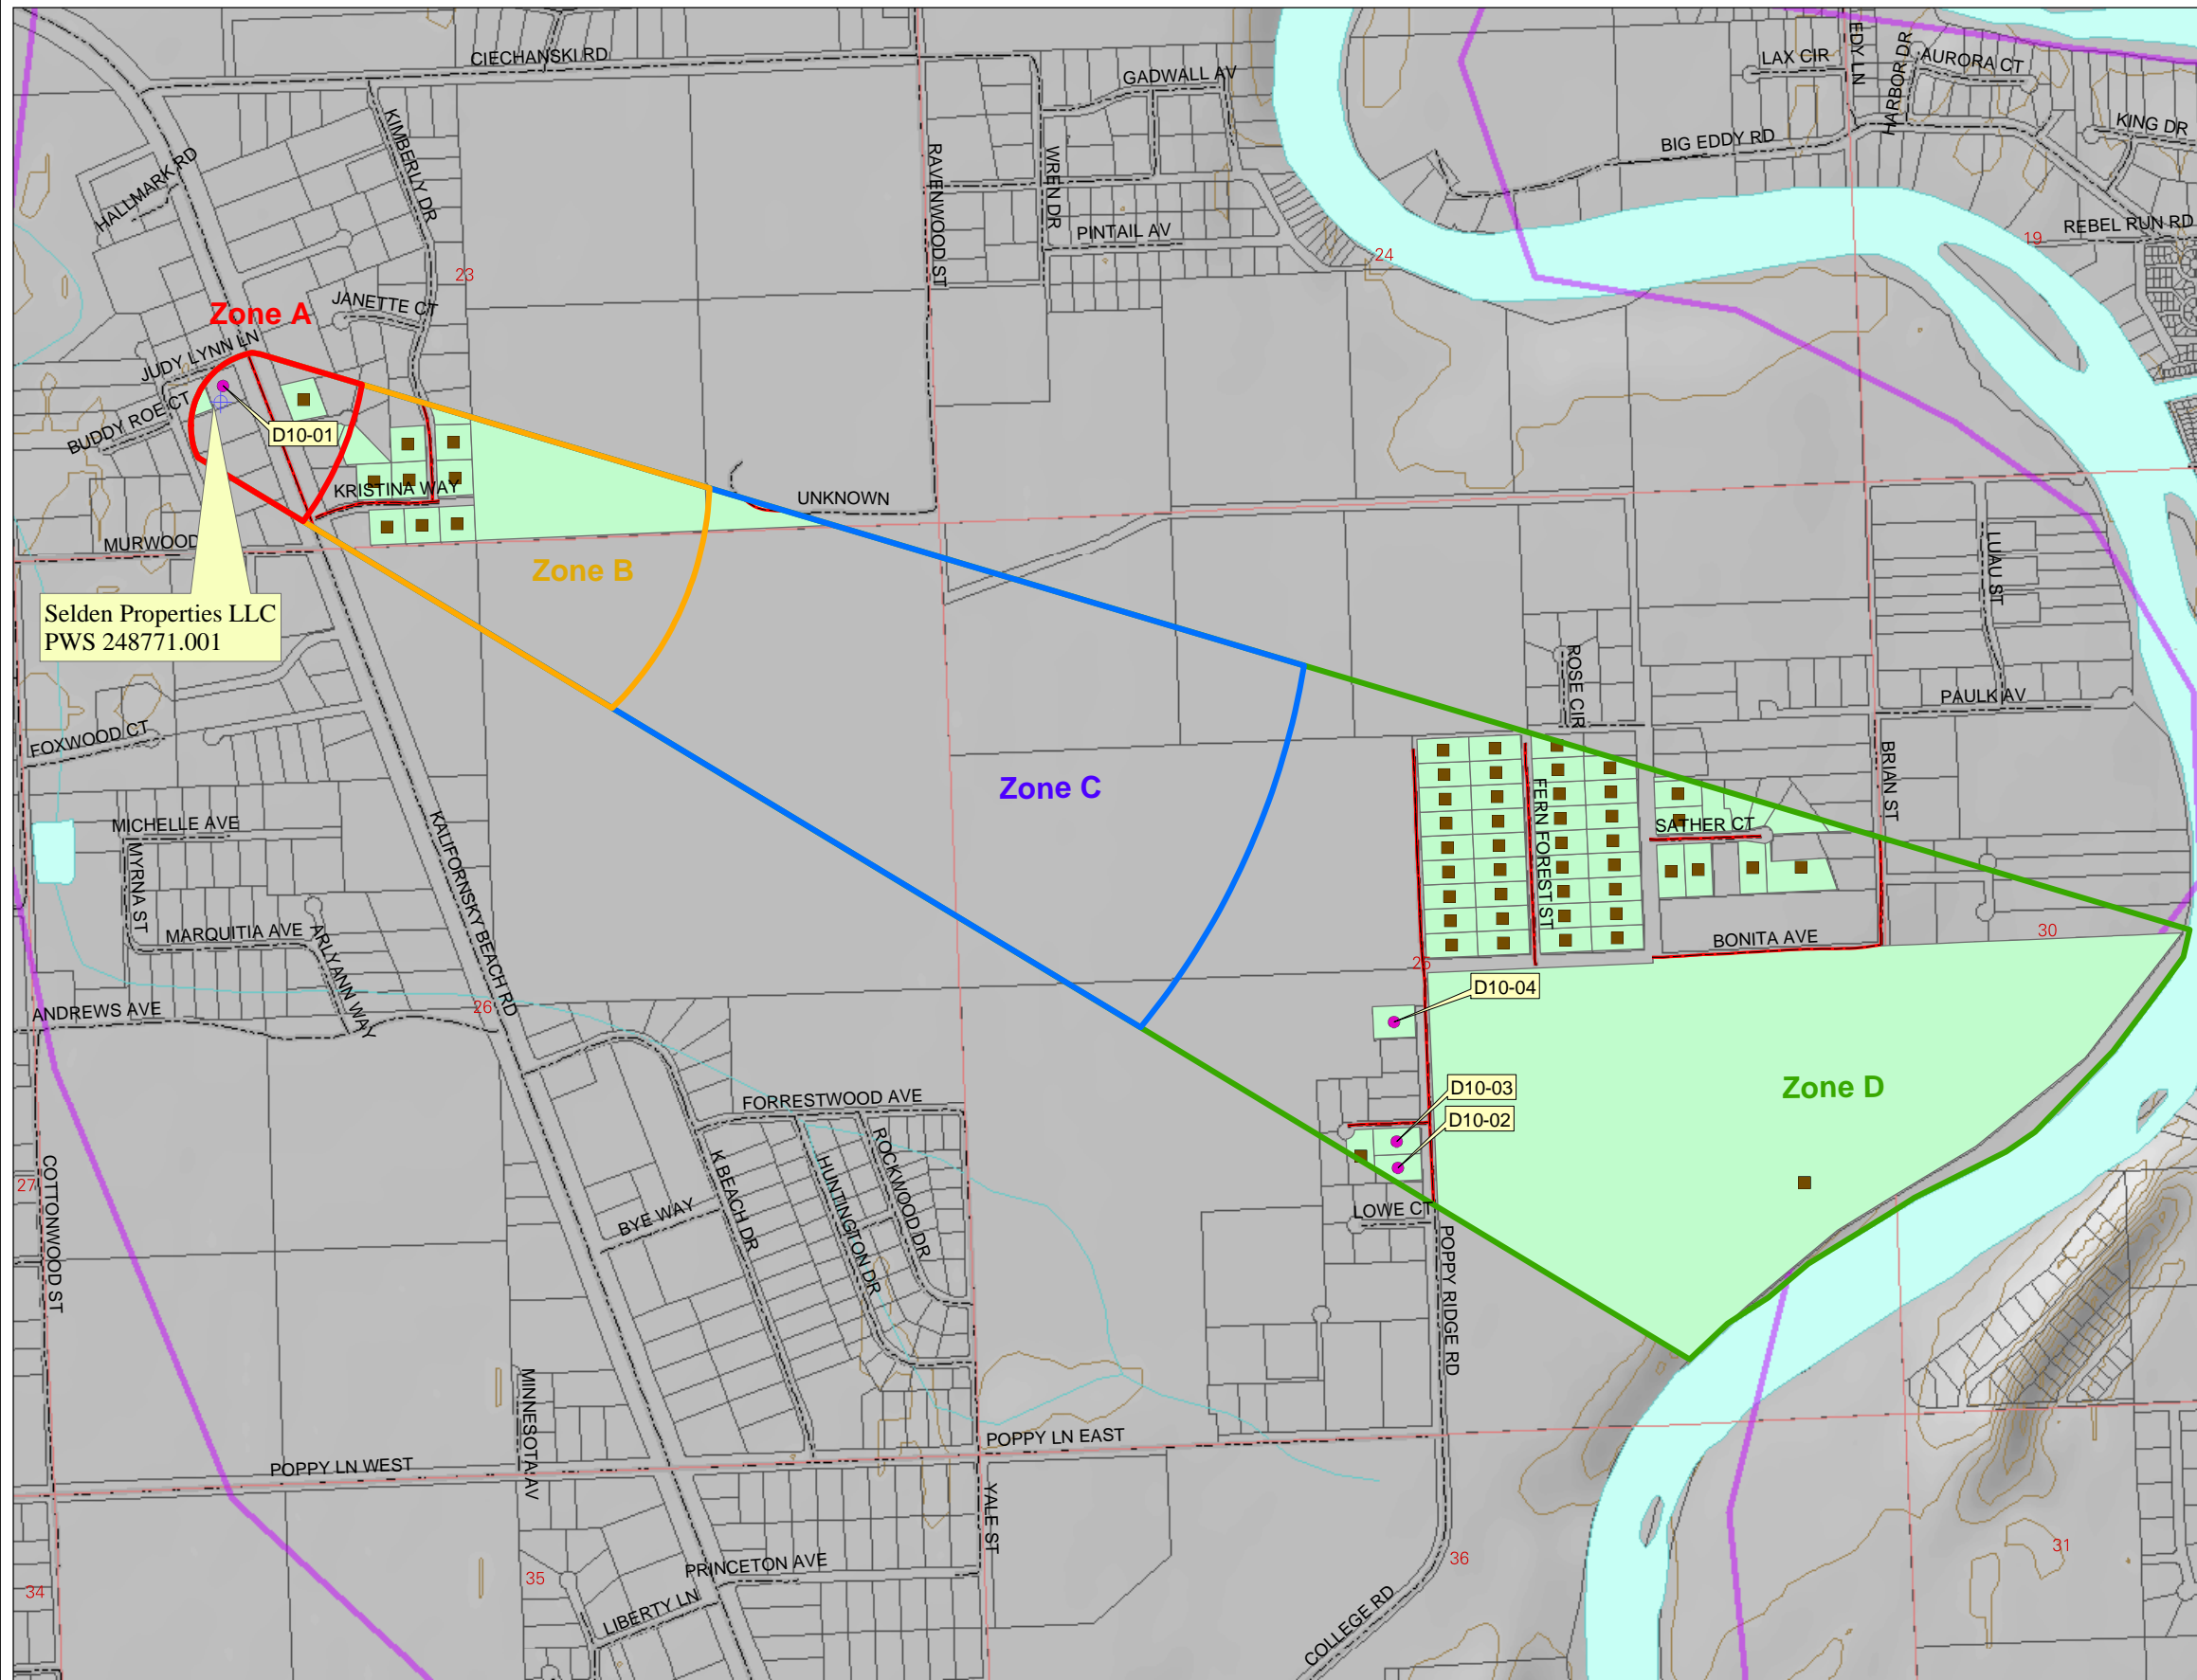 CIECHANSKI RD
GADWALL AV
LAX CIR
EDY LN
HARBOR DR
AURORA CT
KING DR
BIG EDDY RD
KIMBERLY DR
HALLMARK RD
RAVENWOOD ST
WREN DR
PINTAIL AV
REBEL RUN RD
19
24
23
Zone A
JANETTE CT
JUDY LYNN LN
BUDDY ROE CT
D10-01
KRISTINA WAY
UNKNOWN
MURWOOD
Zone B
LUAU ST
Selden Properties LLC
PWS 248771.001
ROSE CIR
PAULK AV
FOXWOOD CT
BRIAN ST
Zone C
MICHELLE AVE
MYRNA ST
KALIFORNSKY BEACH RD
FERN FOREST ST
SATHER CT
MARQUITIA AVE
ARLYANN WAY
BONITA AVE
30
25
D10-04
ANDREWS AVE
26
D10-03
Zone D
FORRESTWOOD AVE
D10-02
ROCKWOOD DR
K BEACH DR
HUNTINGTON DR
COTTONWOOD ST
27
BYE WAY
LOWE CT
POPPY RIDGE RD
MINNESOTA AV
POPPY LN EAST
POPPY LN WEST
YALE ST
PRINCETON AVE
36
31
34
35
LIBERTY LN
COLLEGE RD